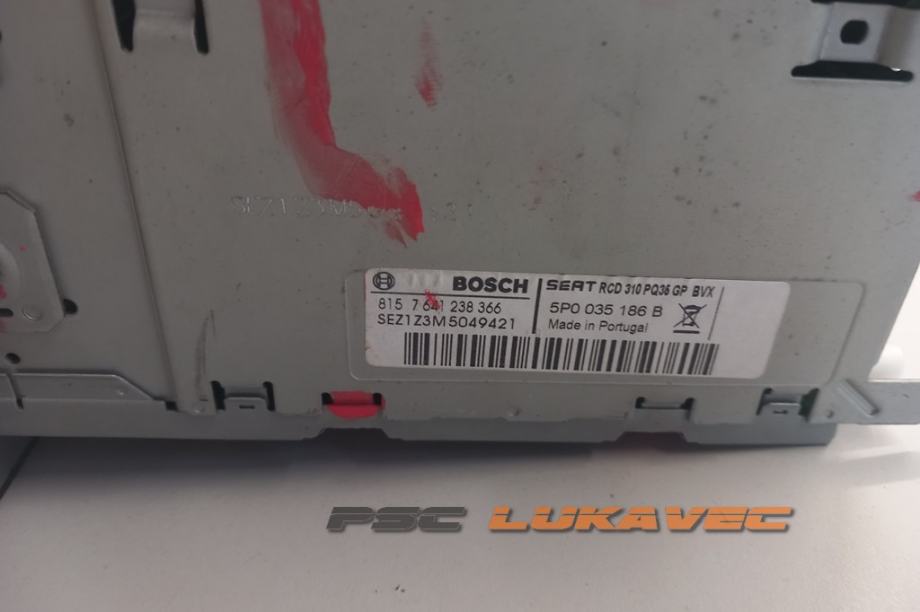 BOSCH
815 7 641 238 366
SEZ1Z3M5049421
SEAT RCD 310 PQ35 GP BVX
5P0 035 186 B
Made in Portugal
PSC LUKAVEC